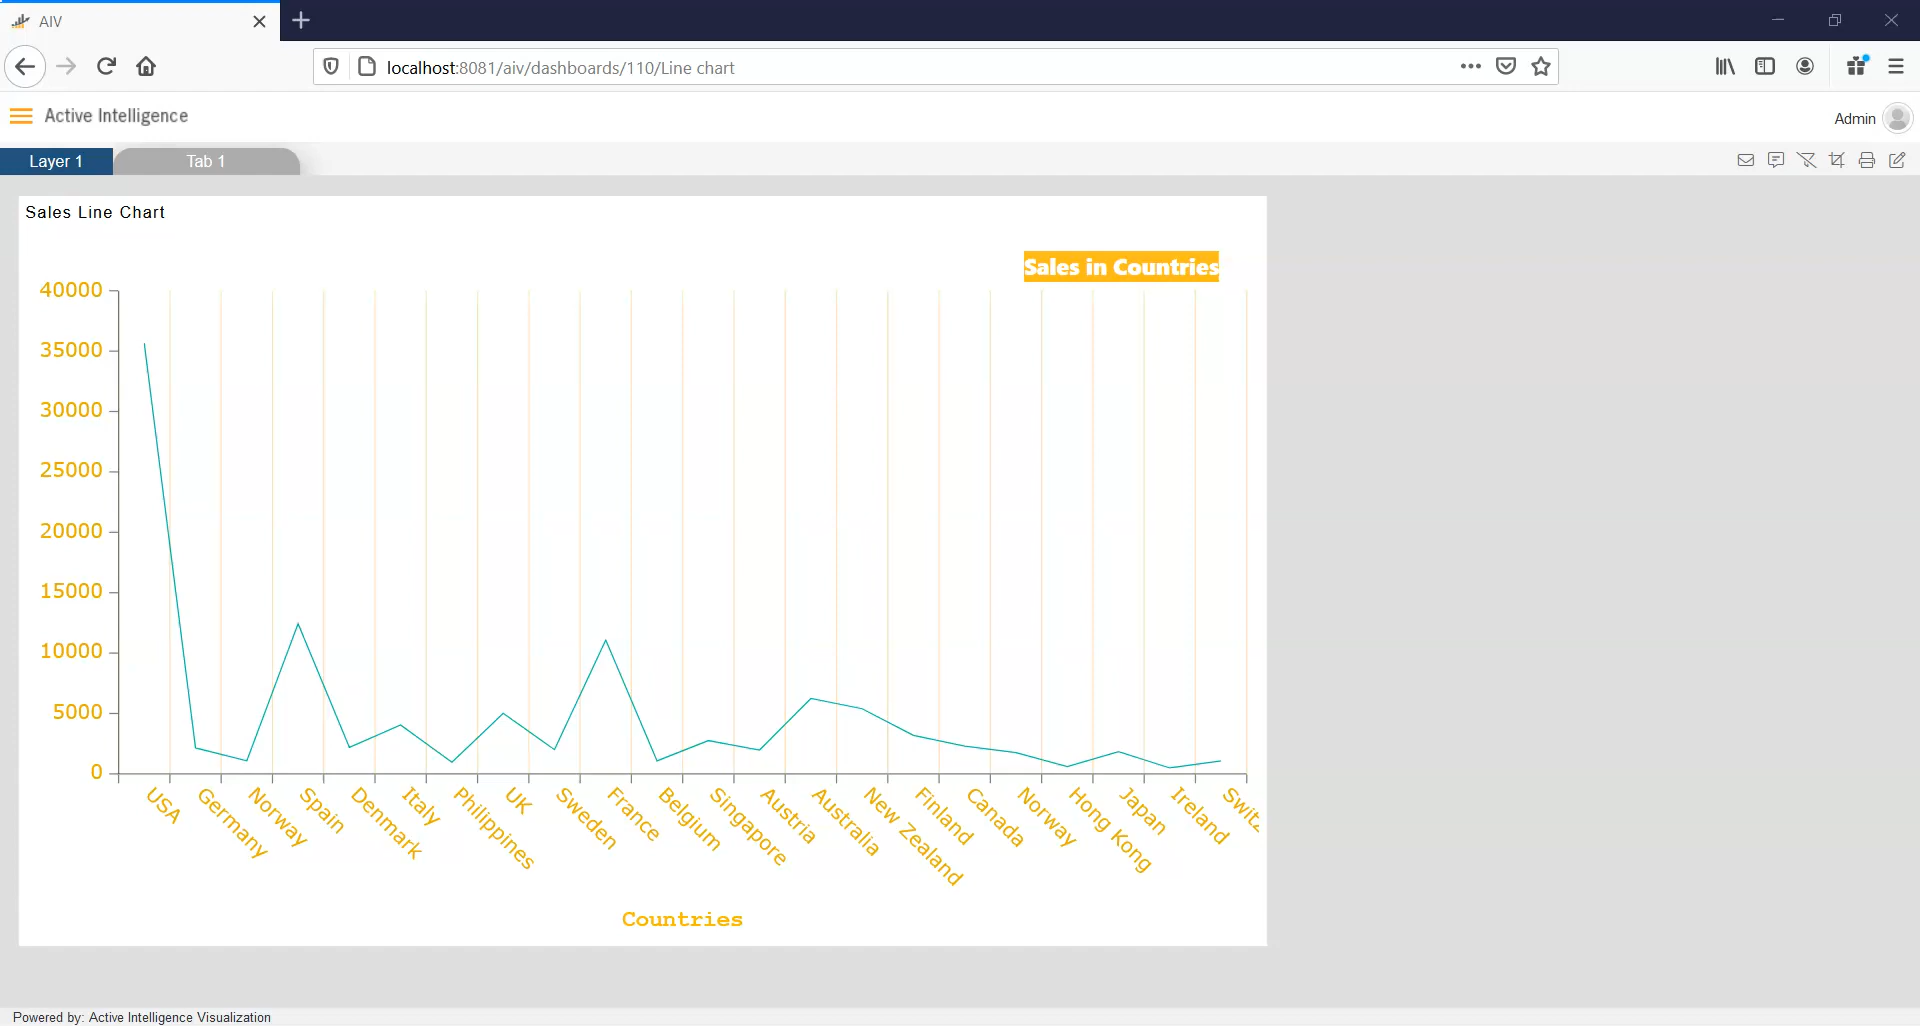 AIV
localhost:8081/aiv/dashboards/110/Line chart
Active Intelligence
Admin
Layer 1
Tab 1
Sales Line Chart
Sales in Countries
40000
35000
30000
25000
20000
15000
10000
5000
0
USA
Germany
Norway
Spain
Denmark
Italy
Philippines
UK
Sweden
France
Belgium
Singapore
Austria
Australia
New Zealand
Finland
Canada
Norway
Hong Kong
Japan
Ireland
Switz
Countries
Powered by: Active Intelligence Visualization